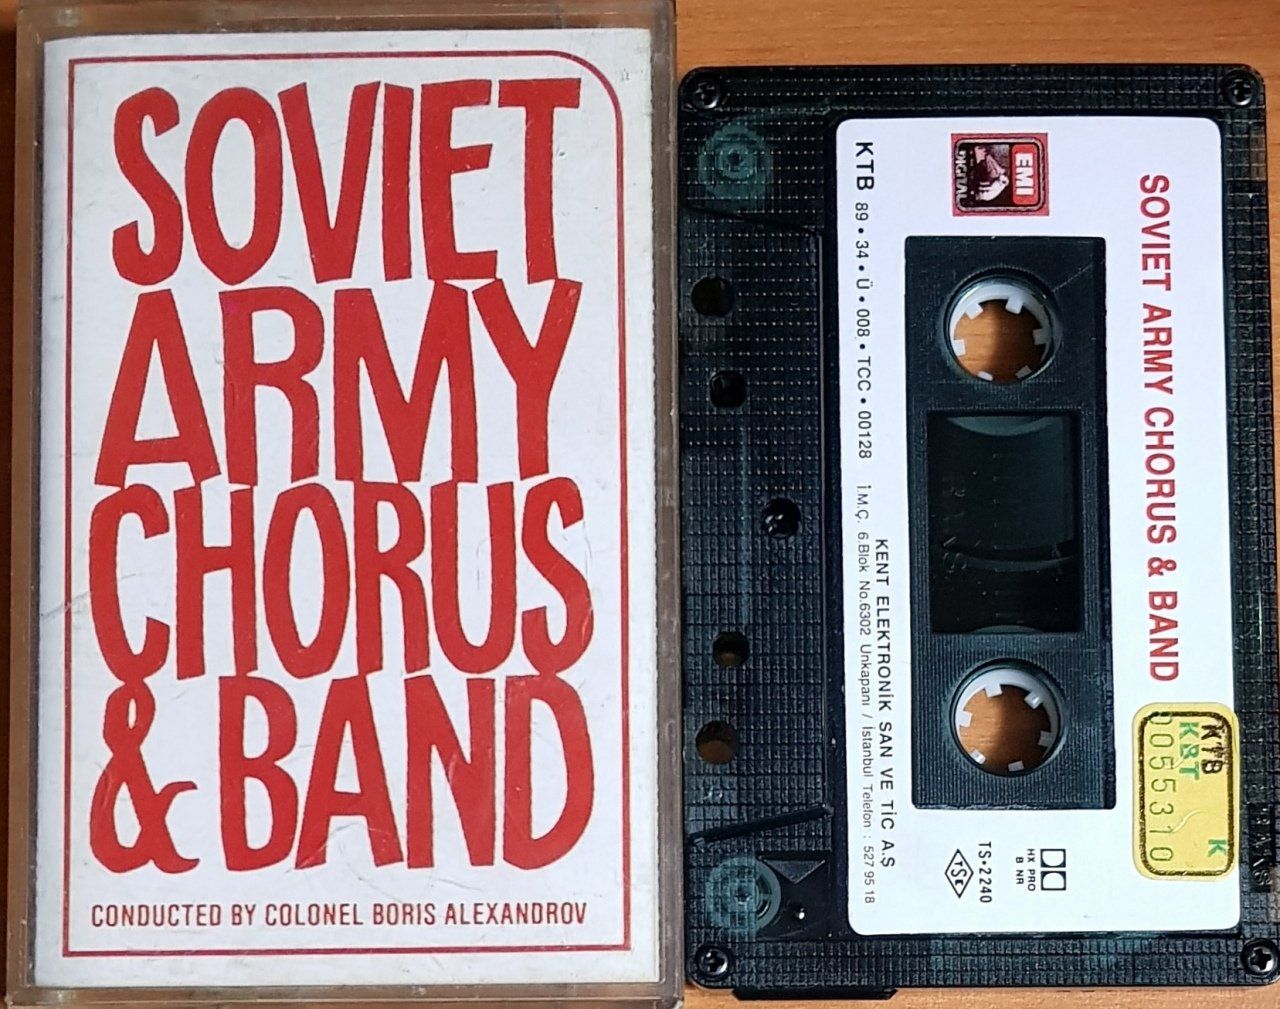 SOVIET
ARMY
CHORUS
& BAND
CONDUCTED BY COLONEL BORIS ALEXANDROV
SOVIET ARMY CHORUS & BAND
EMI
DIGITAL
KTB 89 • 34 • Ü • 008 • TCC • 00128
KENT ELEKTRONİK SAN VE TİC A.Ş
İ.M.Ç. 6.Blok No.6302 Unkapanı / İstanbul Telefon : 527 95 18
HX PRO
B NR
TS•2240
TSE
KTB
K&T
K
0055310